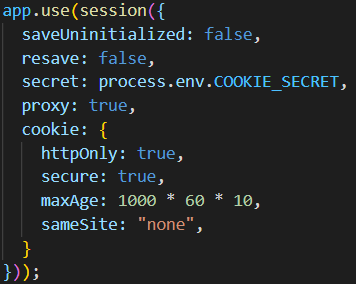 app.use(session({
saveUninitialized: false,
resave: false,
secret: process.env.COOKIE_SECRET,
proxy: true,
cookie: {
httpOnly: true,
secure: true,
maxAge: 1000 * 60 * 10,
sameSite: "none",
}
}));